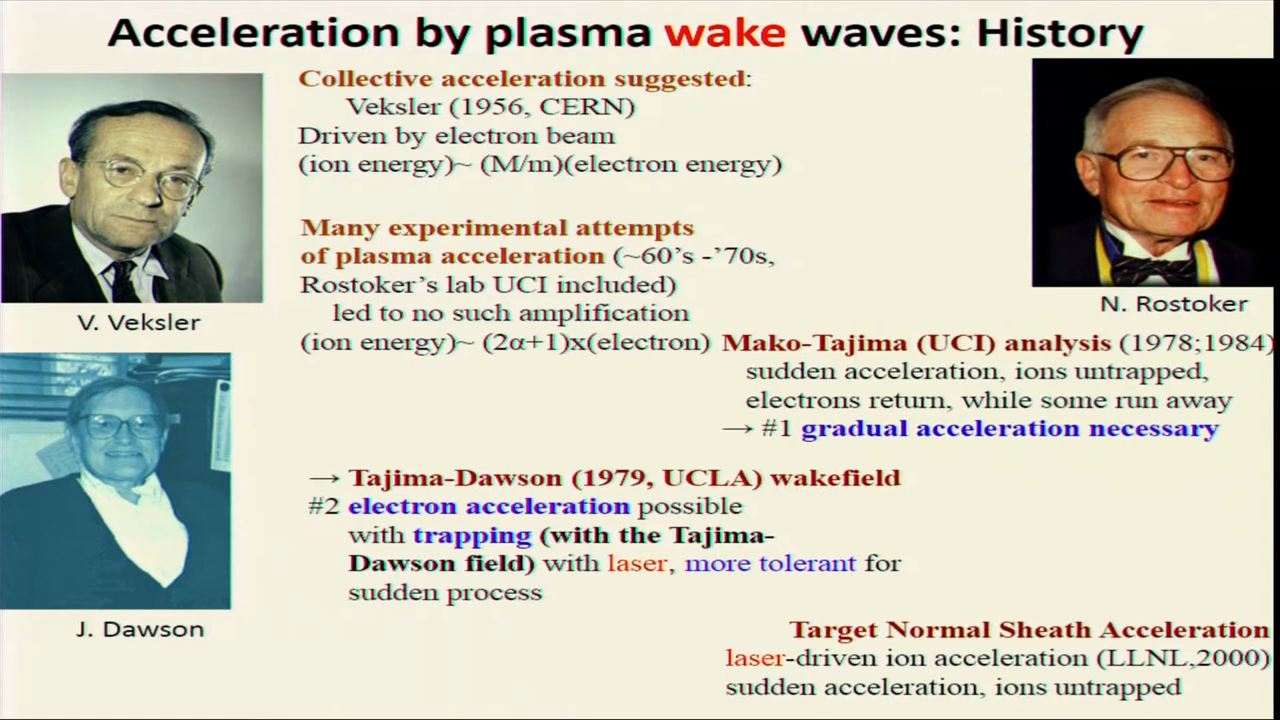 Acceleration by plasma wake waves: History
Collective acceleration suggested:
Veksler (1956, CERN)
Driven by electron beam
(ion energy)~ (M/m)(electron energy)
Many experimental attempts
of plasma acceleration (~60's -'70s,
Rostoker's lab UCI included)
led to no such amplification
(ion energy)~ (2α+1)x(electron)
V. Veksler
N. Rostoker
Mako-Tajima (UCI) analysis (1978;1984)
sudden acceleration, ions untrapped,
electrons return, while some run away
→ #1 gradual acceleration necessary
→ Tajima-Dawson (1979, UCLA) wakefield
#2 electron acceleration possible
with trapping (with the Tajima-
Dawson field) with laser, more tolerant for
sudden process
J. Dawson
Target Normal Sheath Acceleration
laser-driven ion acceleration (LLNL,2000)
sudden acceleration, ions untrapped